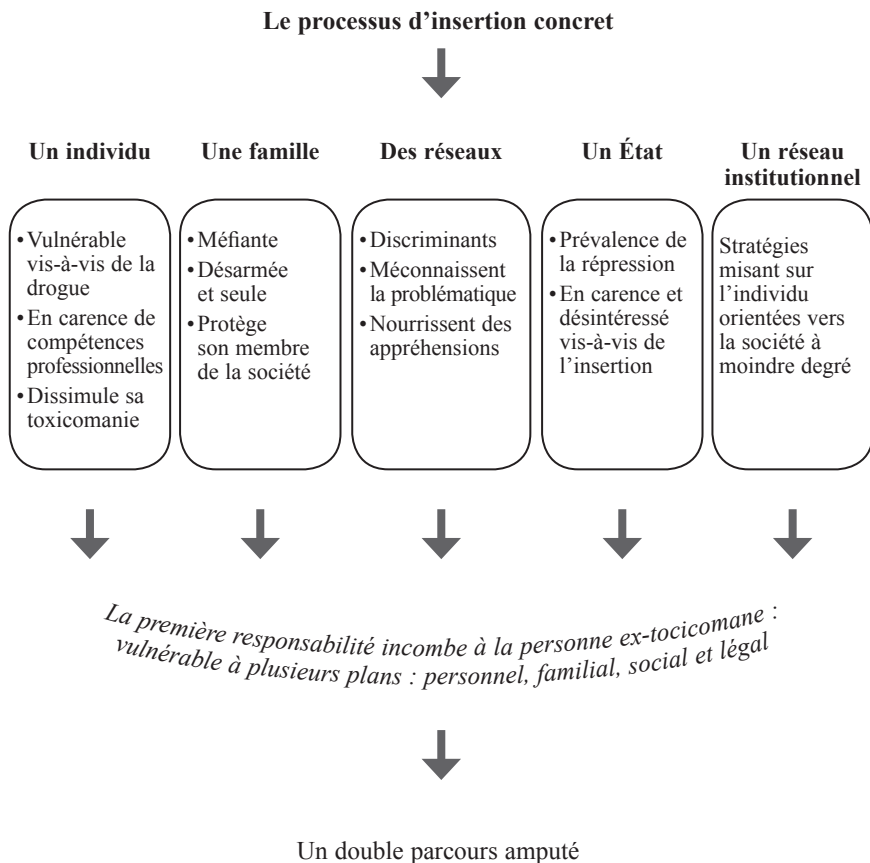 Le processus d’insertion concret
Un individu
Une famille
Des réseaux
Un État
Un réseau
institutionnel
• Vulnérable
vis-à-vis de la
drogue
• En carence de
compétences
professionnelles
• Dissimule sa
toxicomanie
• Méfiante
• Désarmée
et seule
• Protège
son membre
de la société
• Discriminants
• Méconnaissent
la problématique
• Nourrissent des
appréhensions
• Prévalence de
la répression
• En carence et
désintéressé
vis-à-vis de
l’insertion
Stratégies
misant sur
l’individu
orientées vers
la société à
moindre degré
La première responsabilité incombe à la personne ex-tocicomane :
vulnérable à plusieurs plans : personnel, familial, social et légal
Un double parcours amputé